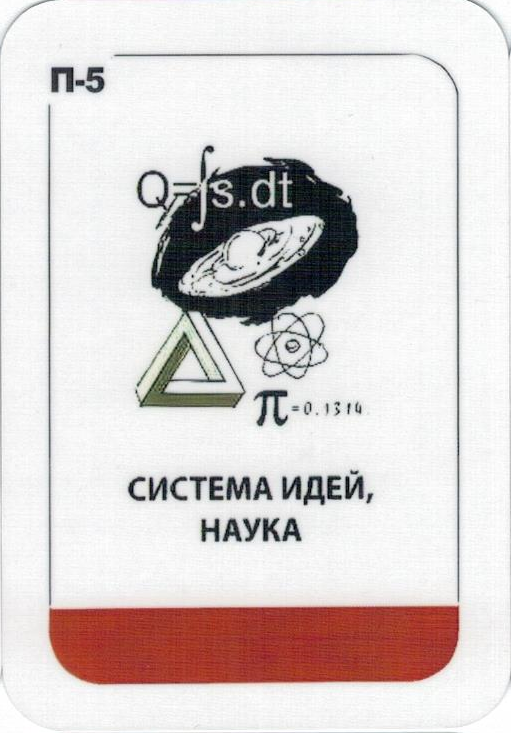 П-5
Q=∫s.dt
π=0.1314
СИСТЕМА ИДЕЙ,
НАУКА